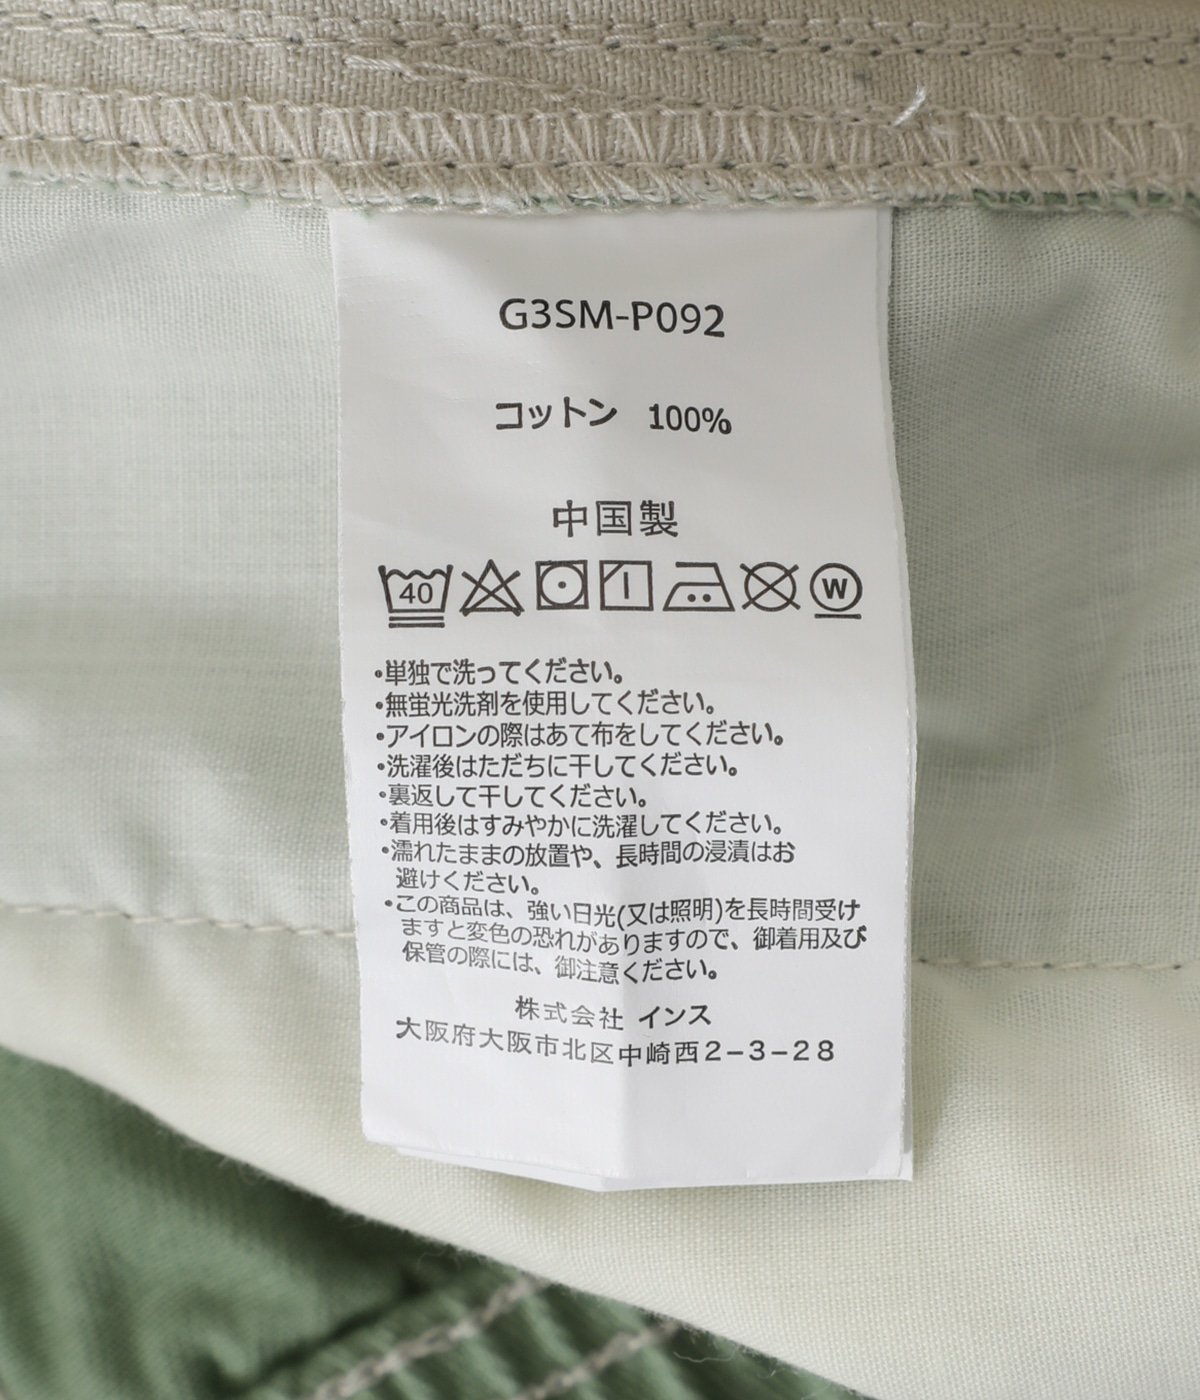 G3SM-P092
コットン 100%
中国製
40 W
・単独で洗ってください。
・無蛍光洗剤を使用してください。
・アイロンの際はあて布をしてください。
・洗濯後はただちに干してください。
・裏返して干してください。
・着用後はすみやかに洗濯してください。
・濡れたままの放置や、長時間の浸漬はお
避けください。
・この商品は、強い日光(又は照明)を長時間受け
ますと変色の恐れがありますので、御着用及び
保管の際には、御注意ください。
株式会社 インス
大阪府大阪市北区中崎西2-3-28